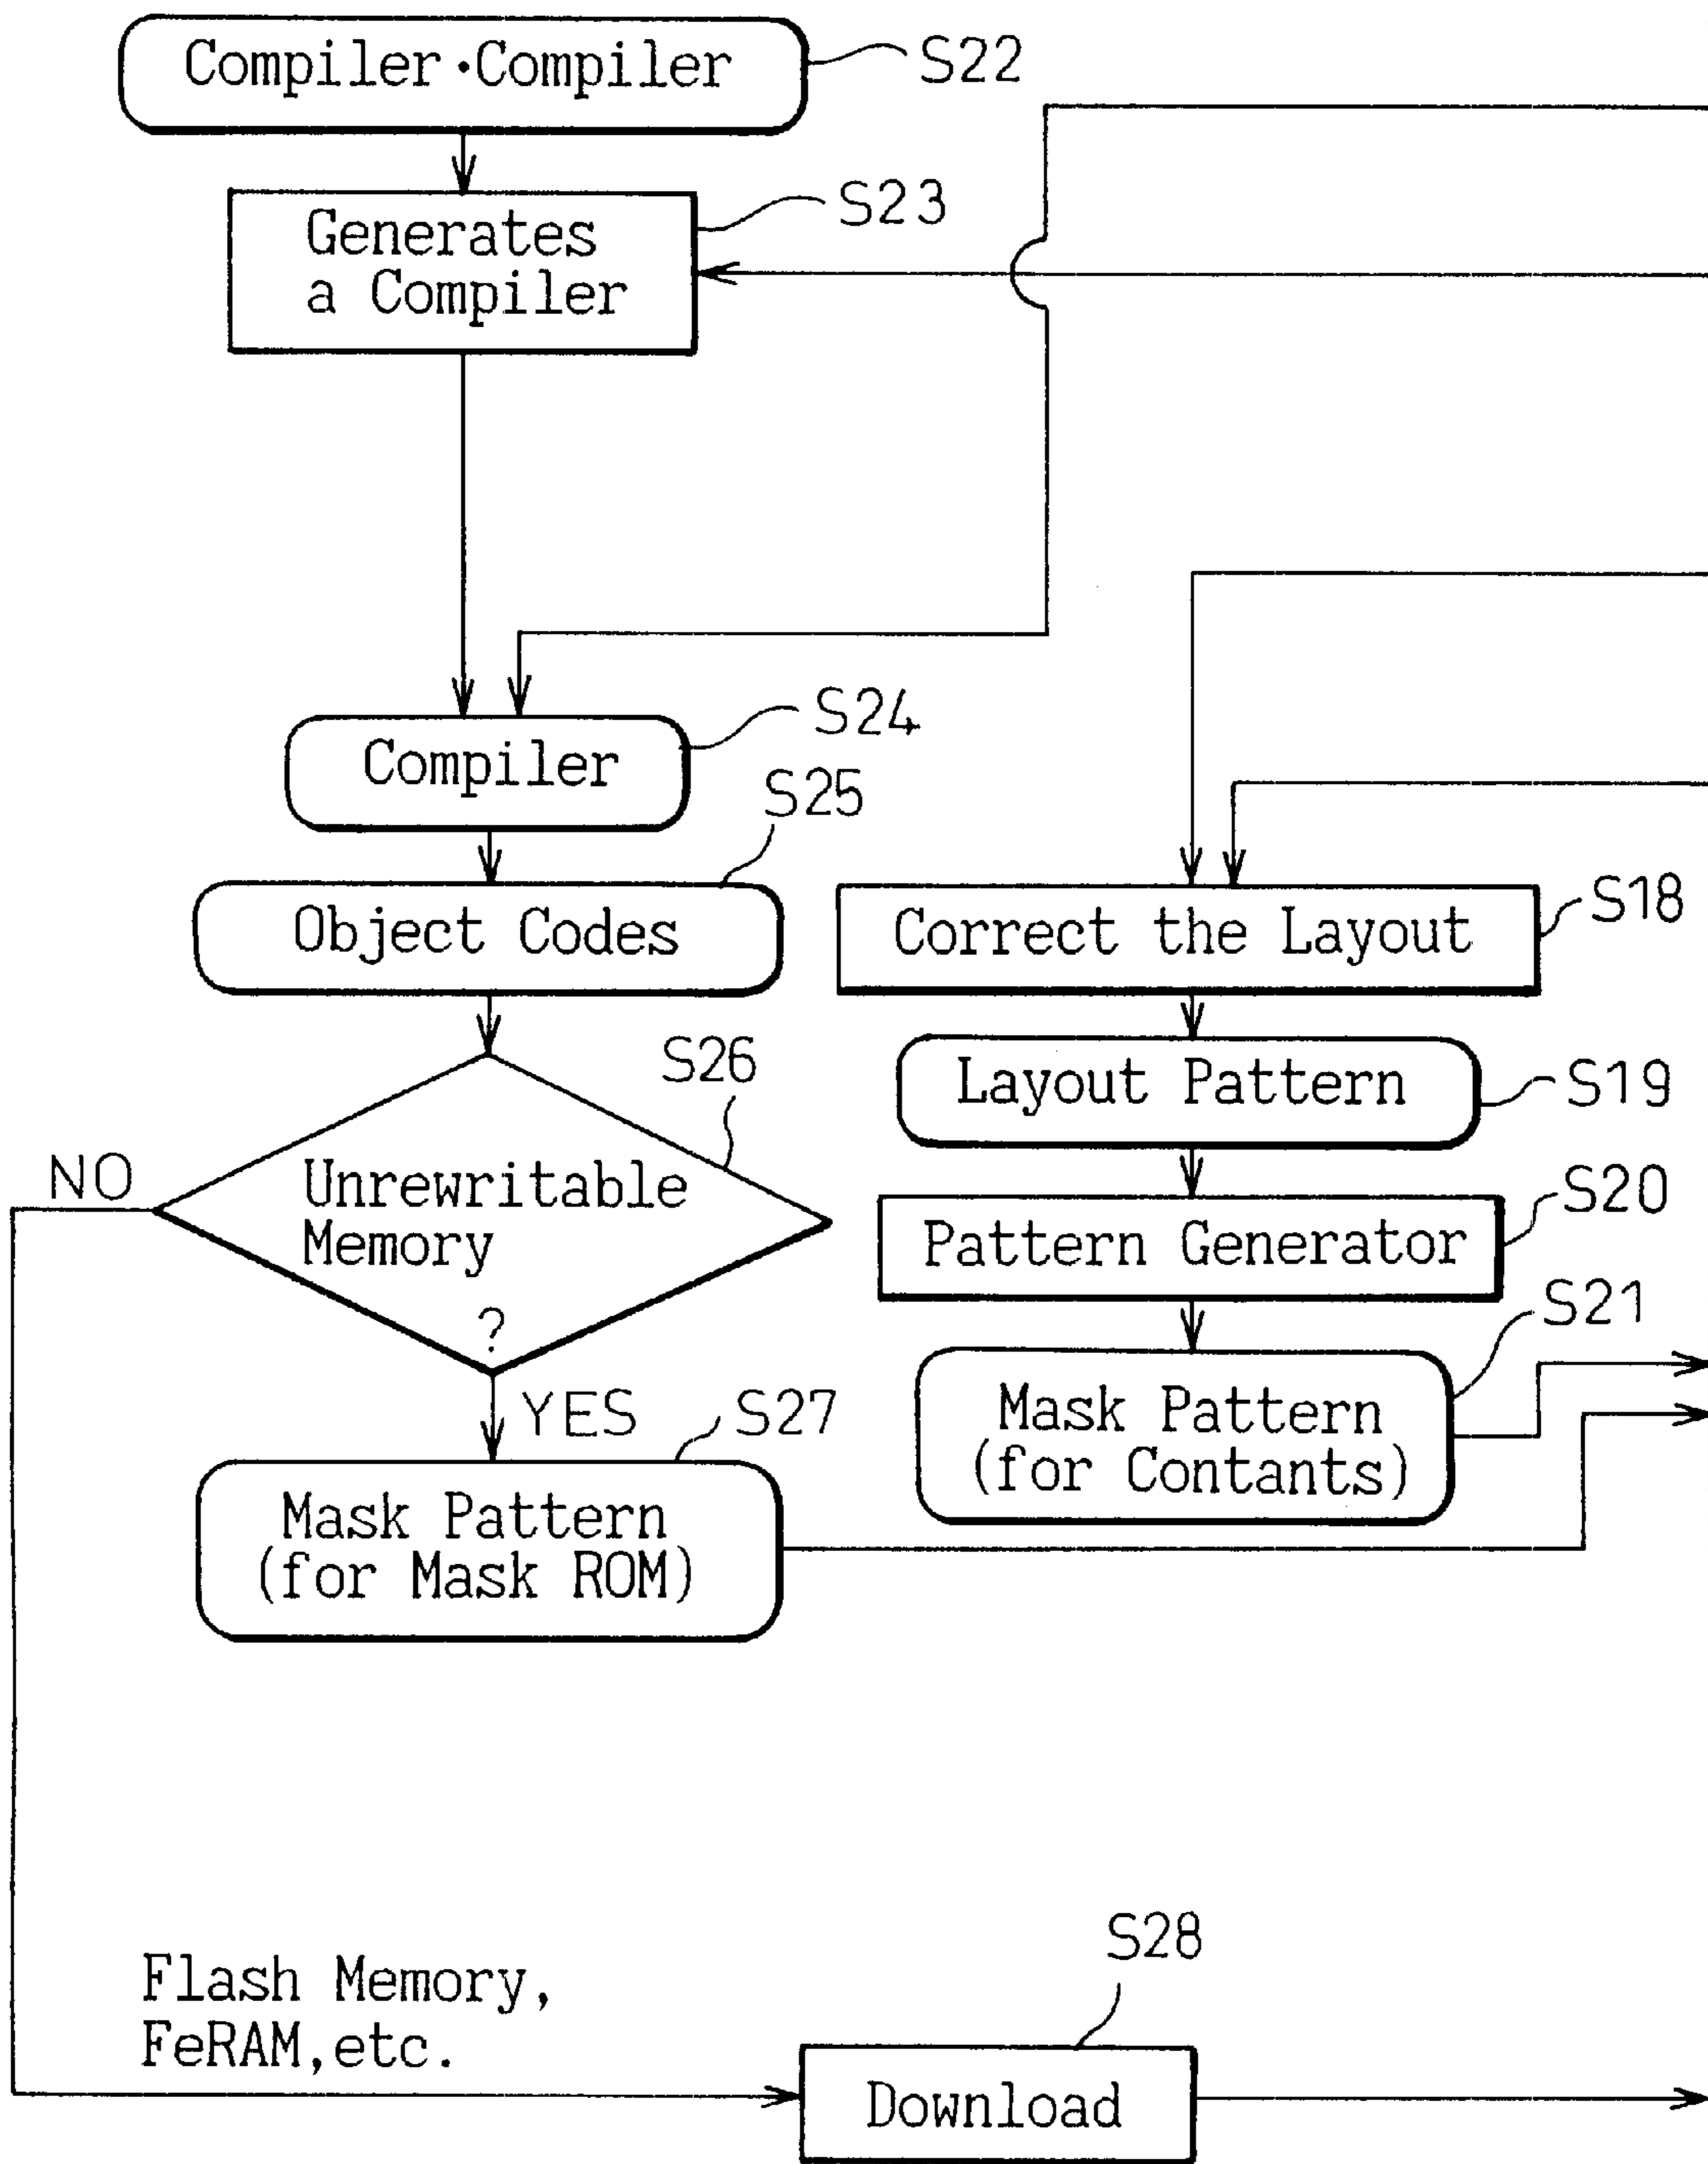 Compiler·Compiler
S22
Generates
a Compiler
S23
Compiler
S24
Object Codes
S25
Unrewritable
Memory
?
S26
NO
YES
Mask Pattern
(for Mask ROM)
S27
Correct the Layout
S18
Layout Pattern
S19
Pattern Generator
S20
Mask Pattern
(for Contants)
S21
Flash Memory,
FeRAM,etc.
Download
S28